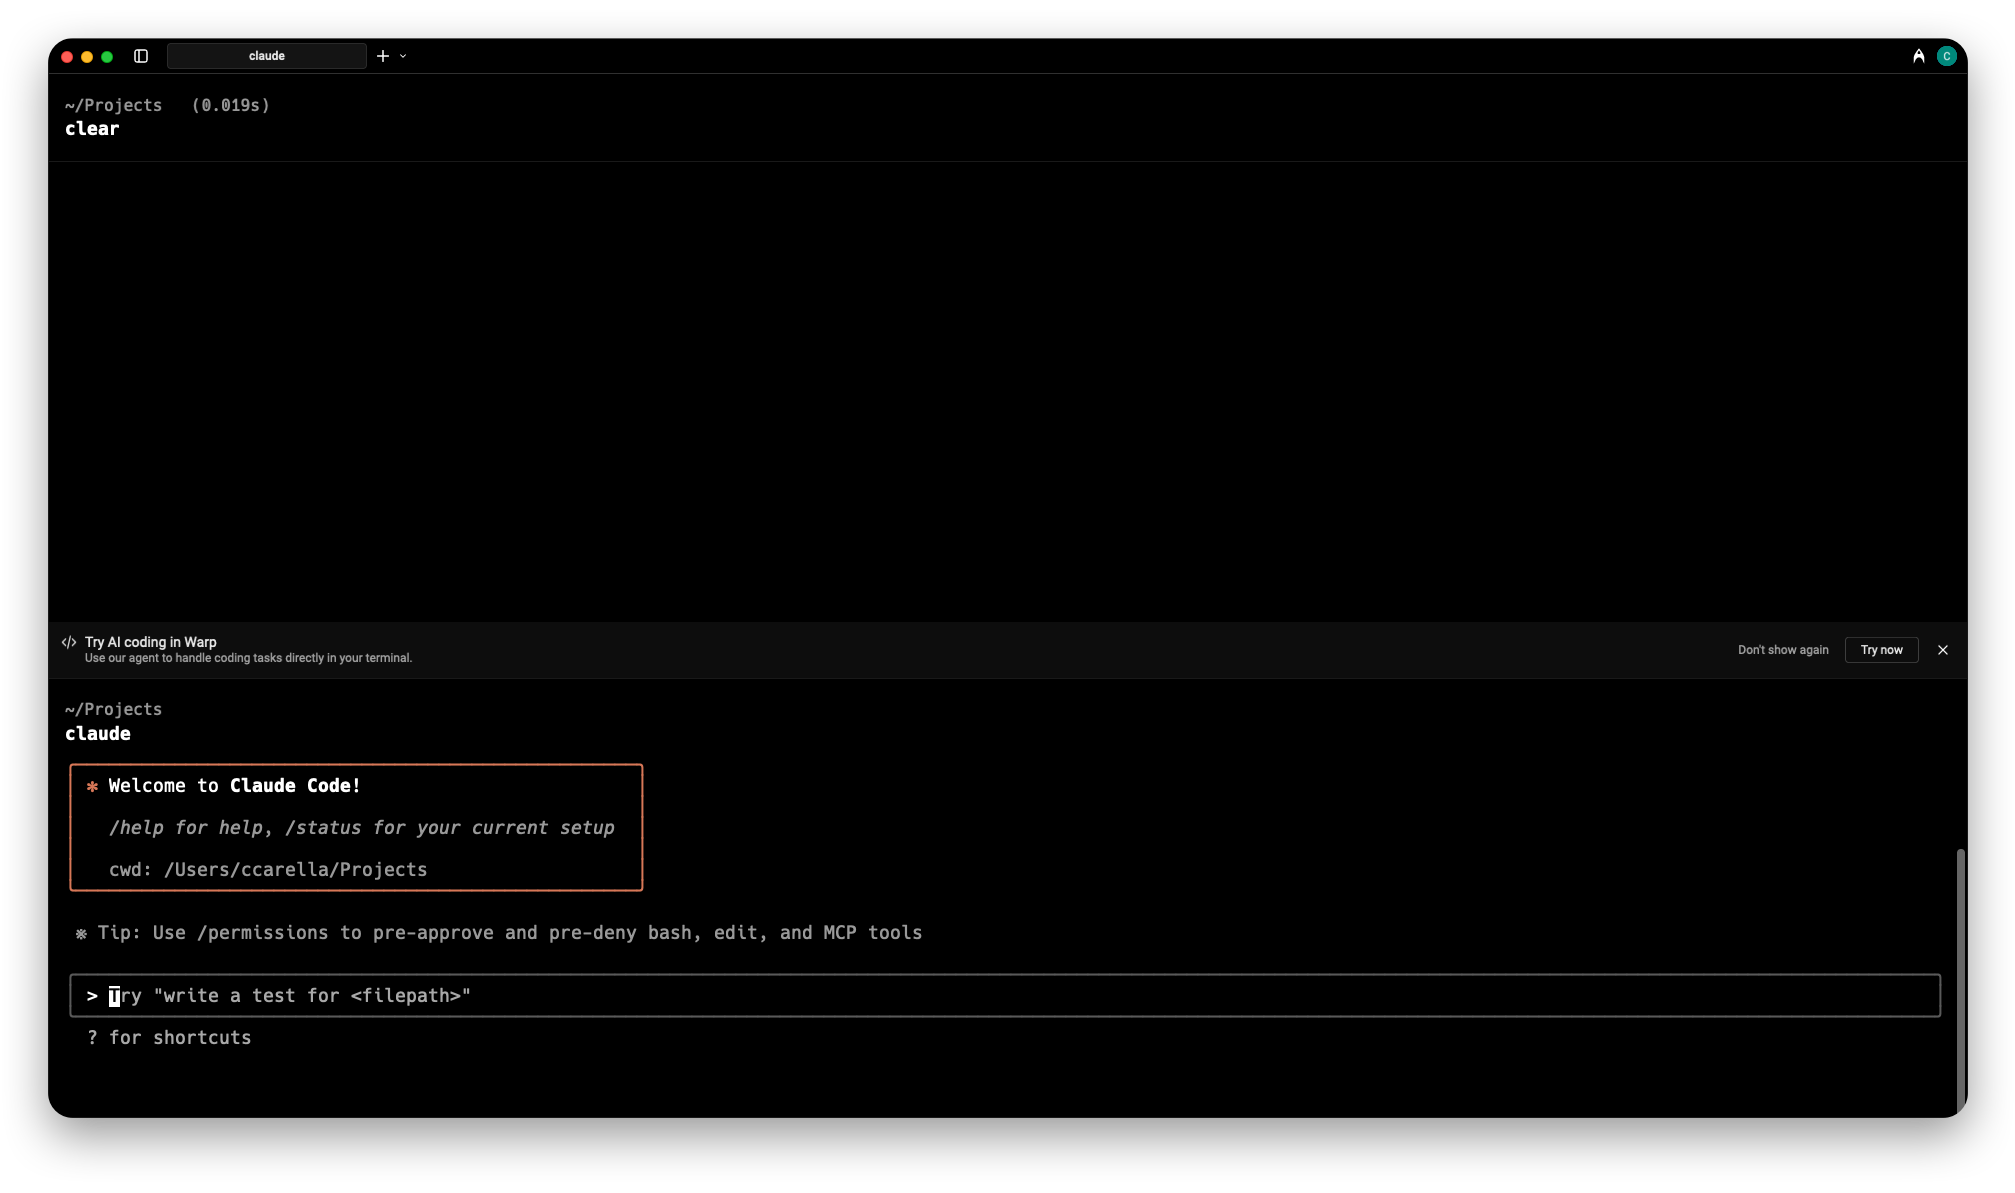 claude
C
~/Projects (0.019s)
clear
</> Try AI coding in Warp
Use our agent to handle coding tasks directly in your terminal.
Don't show again
Try now
~/Projects
claude
✻ Welcome to Claude Code!
/help for help, /status for your current setup
cwd: /Users/ccarella/Projects
※ Tip: Use /permissions to pre-approve and pre-deny bash, edit, and MCP tools
> Try "write a test for <filepath>"
? for shortcuts